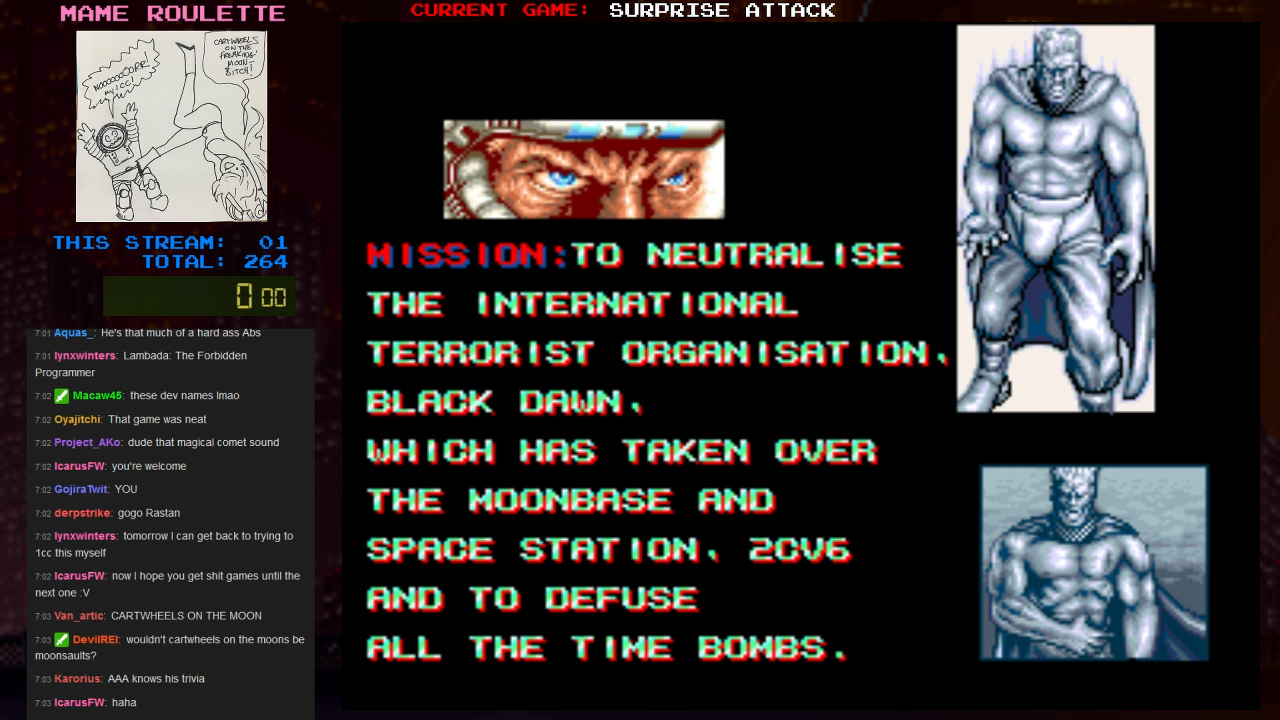 MAME ROULETTE
CURRENT GAME: SURPRISE ATTACK
CARTWHEELS
ON THE
FREAKING'
MOON
BITCH!
MY 1CC!
THIS STREAM: 01
TOTAL: 264
0 00
7:01 Aquas_: He's that much of a hard ass Abs
7:01 lynxwinters: Lambada: The Forbidden
Programmer
7:02 Macaw45: these dev names lmao
7:02 Oyajitchi: That game was neat
7:02 Project_AKo: dude that magical comet sound
7:02 IcarusFW: you're welcome
7:02 GojiraTwit: YOU
7:02 derpstrike: gogo Rastan
7:02 lynxwinters: tomorrow I can get back to trying to
1cc this myself
7:02 IcarusFW: now I hope you get shit games until the
next one :V
7:03 Van_artic: CARTWHEELS ON THE MOON
7:03 DevilREI: wouldn't cartwheels on the moons be
moonsaults?
7:03 Karorius: AAA knows his trivia
7:03 IcarusFW: haha
MISSION:TO NEUTRALISE
THE INTERNATIONAL
TERRORIST ORGANISATION,
BLACK DAWN,
WHICH HAS TAKEN OVER
THE MOONBASE AND
SPACE STATION, 2CV6
AND TO DEFUSE
ALL THE TIME BOMBS.